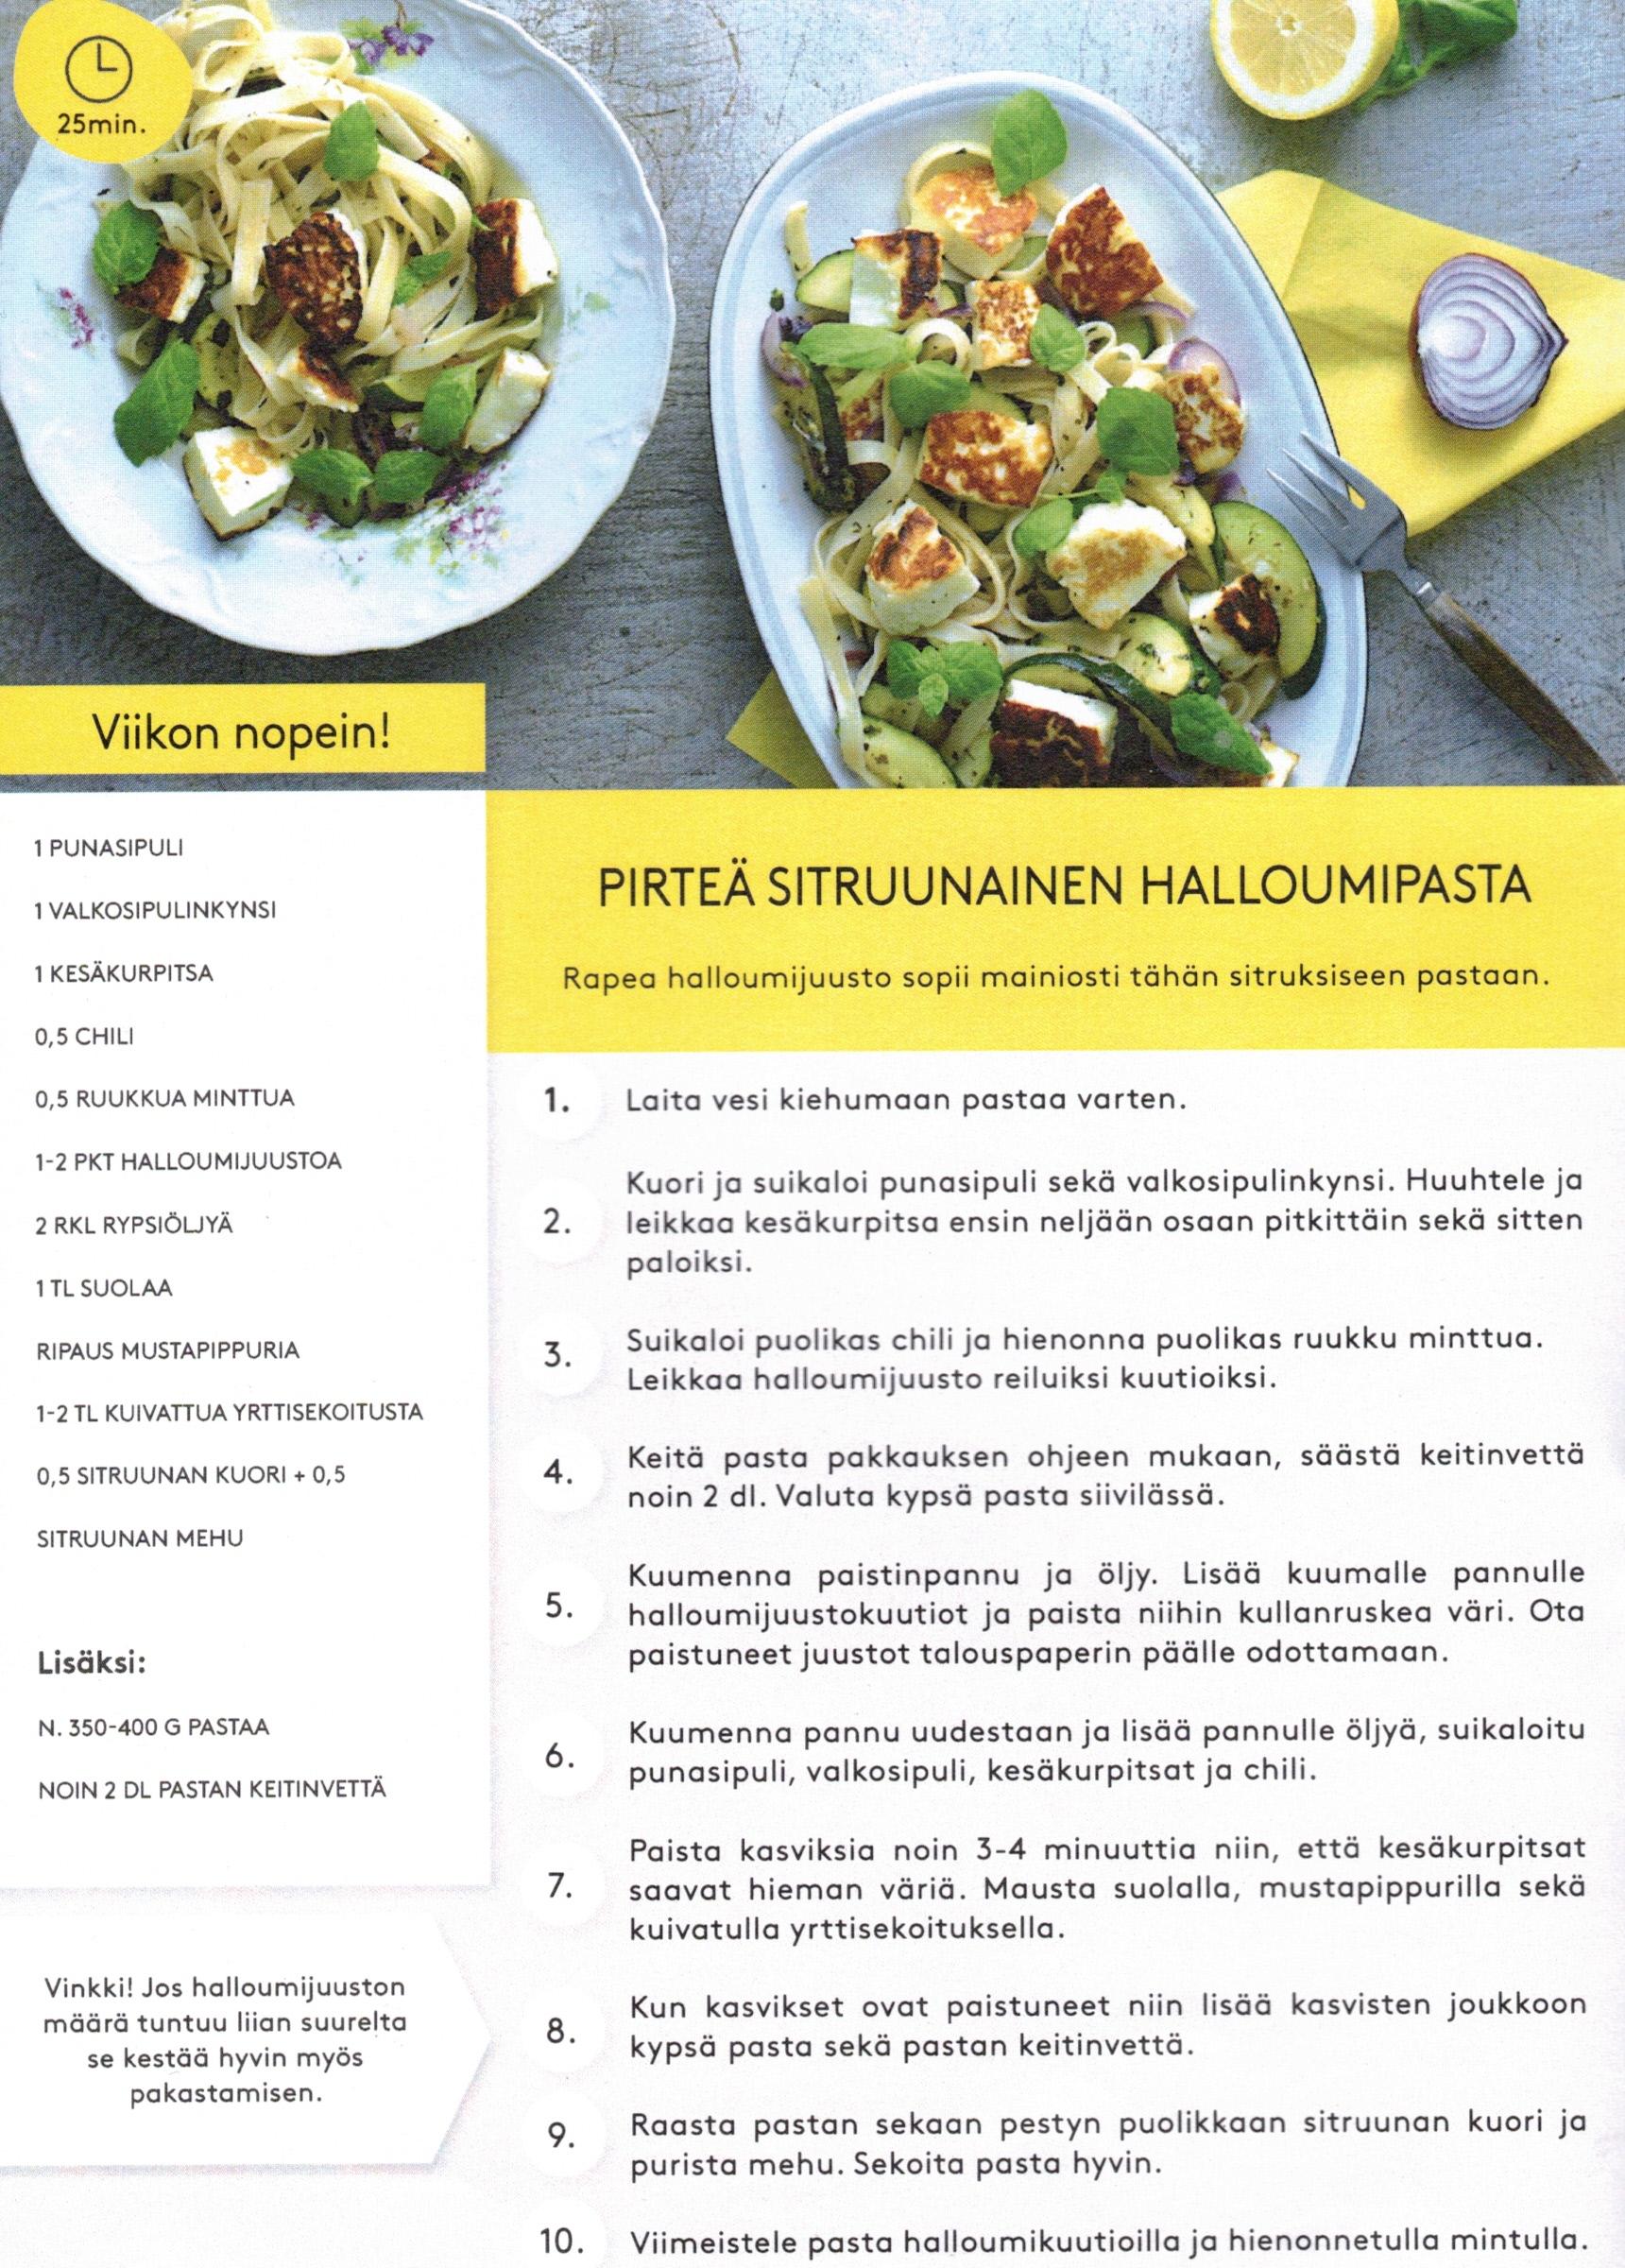 25min.
Viikon nopein!
1 PUNASIPULI
1 VALKOSIPULINKYNSI
1 KESÄKURPITSA
0,5 CHILI
0,5 RUUKKUA MINTTUA
1-2 PKT HALLOUMIJUUSTOA
2 RKL RYPSIÖLJYÄ
1 TL SUOLAA
RIPAUS MUSTAPIPPURIA
1-2 TL KUIVATTUA YRTTISEKOITUSTA
0,5 SITRUUNAN KUORI + 0,5
SITRUUNAN MEHU
Lisäksi:
N. 350-400 G PASTAA
NOIN 2 DL PASTAN KEITINVETTÄ
Vinkki! Jos halloumijuuston
määrä tuntuu liian suurelta
se kestää hyvin myös
pakastamisen.
PIRTEÄ SITRUUNAINEN HALLOUMIPASTA
Rapea halloumijuusto sopii mainiosti tähän sitruksiseen pastaan.
1. Laita vesi kiehumaan pastaa varten.
Kuori ja suikaloi punasipuli sekä valkosipulinkynsi. Huuhtele ja
2. leikkaa kesäkurpitsa ensin neljään osaan pitkittäin sekä sitten
paloiksi.
3. Suikaloi puolikas chili ja hienonna puolikas ruukku minttua.
Leikkaa halloumijuusto reiluiksi kuutioiksi.
4. Keitä pasta pakkauksen ohjeen mukaan, säästä keitinvettä
noin 2 dl. Valuta kypsä pasta siivilässä.
Kuumenna paistinpannu ja öljy. Lisää kuumalle pannulle
5. halloumijuustokuutiot ja paista niihin kullanruskea väri. Ota
paistuneet juustot talouspaperin päälle odottamaan.
6. Kuumenna pannu uudestaan ja lisää pannulle öljyä, suikaloitu
punasipuli, valkosipuli, kesäkurpitsat ja chili.
Paista kasviksia noin 3-4 minuuttia niin, että kesäkurpitsat
7. saavat hieman väriä. Mausta suolalla, mustapippurilla sekä
kuivatulla yrttisekoituksella.
8. Kun kasvikset ovat paistuneet niin lisää kasvisten joukkoon
kypsä pasta sekä pastan keitinvettä.
9. Raasta pastan sekaan pestyn puolikkaan sitruunan kuori ja
purista mehu. Sekoita pasta hyvin.
10. Viimeistele pasta halloumikuutioilla ja hienonnetulla mintulla.